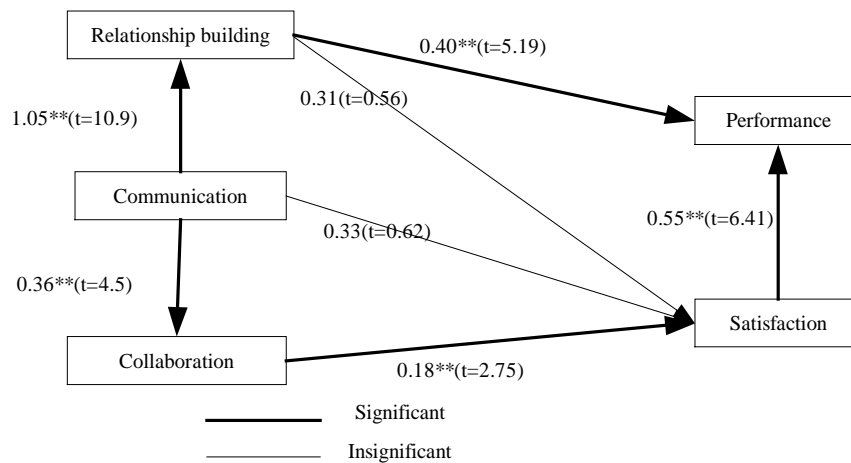 Relationship building
0.40**(t=5.19)
0.31(t=0.56)
1.05**(t=10.9)
Performance
Communication
0.33(t=0.62)
0.55**(t=6.41)
0.36**(t=4.5)
Satisfaction
Collaboration
0.18**(t=2.75)
Significant
Insignificant